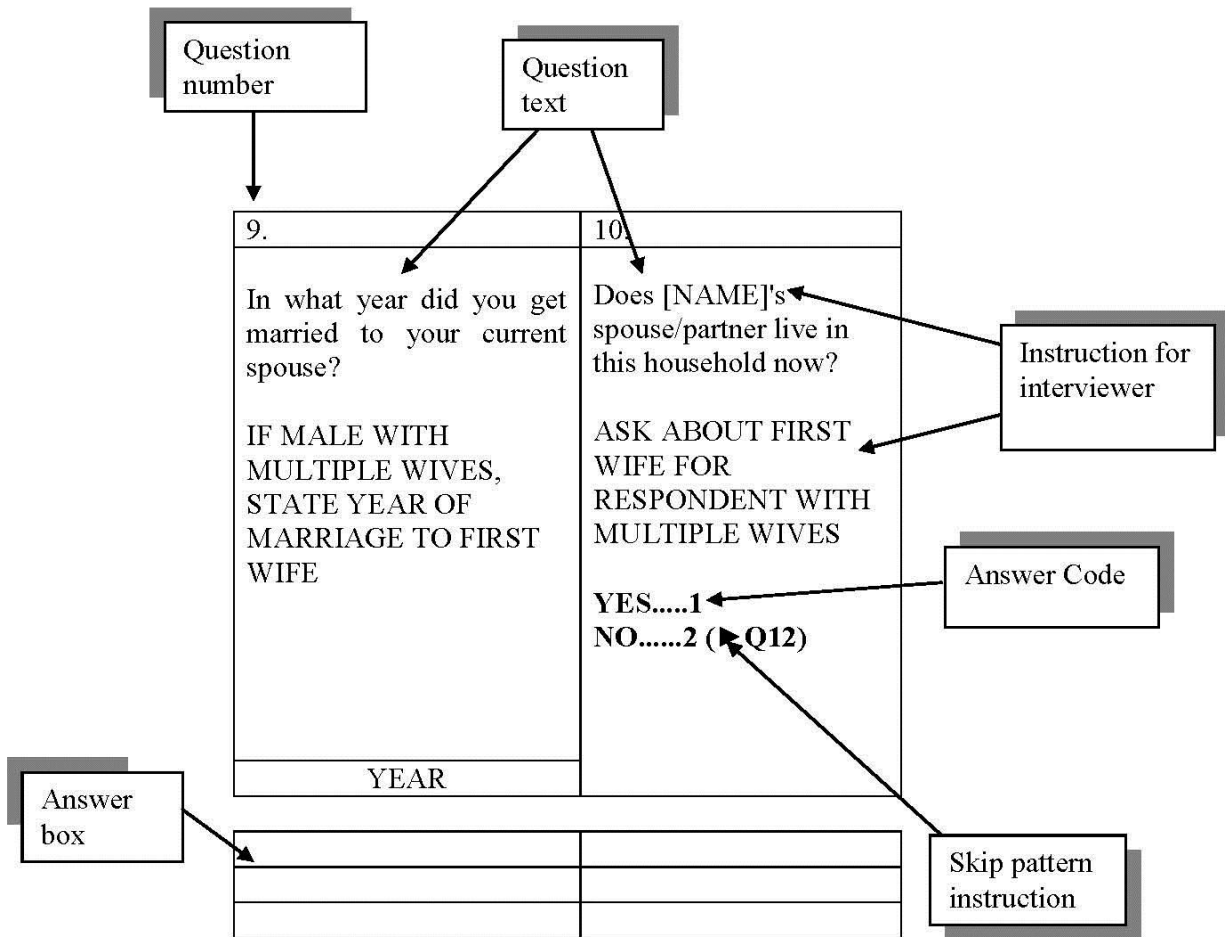 Question
number
Question
text
9.
In what year did you get
married to your current
spouse?
IF MALE WITH
MULTIPLE WIVES,
STATE YEAR OF
MARRIAGE TO FIRST
WIFE
YEAR
10.
Does [NAME]'s
spouse/partner live in
this household now?
ASK ABOUT FIRST
WIFE FOR
RESPONDENT WITH
MULTIPLE WIVES
YES.....1
NO......2 (►Q12)
Instruction for
interviewer
Answer Code
Answer
box
Skip pattern
instruction